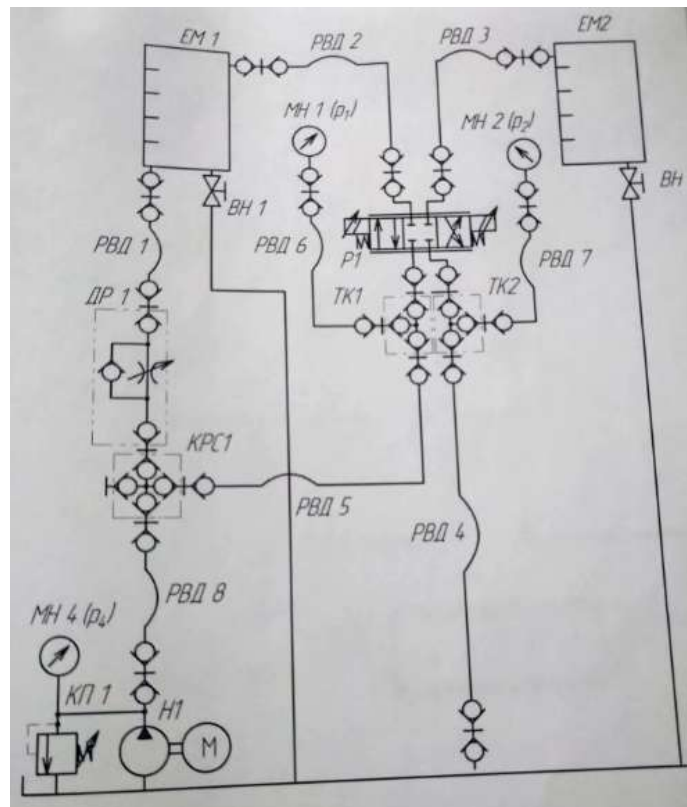 ЕМ 1
РВД 2
РВД 3
ЕМ2
МН 1 (p₁)
МН 2 (p₂)
ВН 1
ВН
РВД 1
РВД 6
Р1
РВД 7
ДР 1
ТК1
ТК2
КРС1
РВД 5
РВД 4
РВД 8
МН 4 (p₄)
КП 1
Н1
М